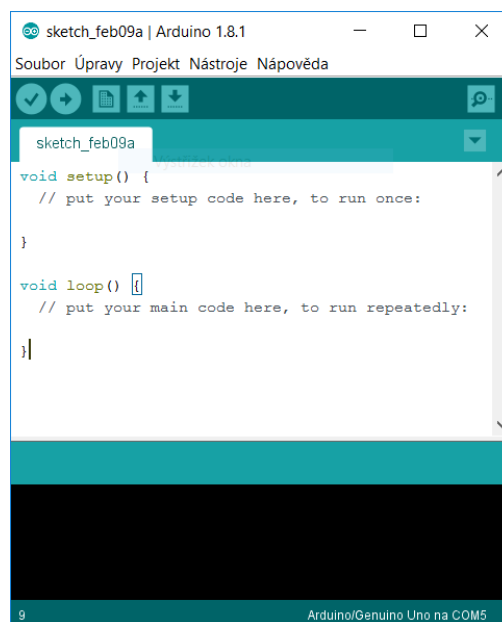 sketch_feb09a | Arduino 1.8.1
Soubor Úpravy Projekt Nástroje Nápověda
sketch_feb09a
Výstřižek okna
void setup() {
  // put your setup code here, to run once:
}
void loop() {
  // put your main code here, to run repeatedly:
}
9 Arduino/Genuino Uno na COM5